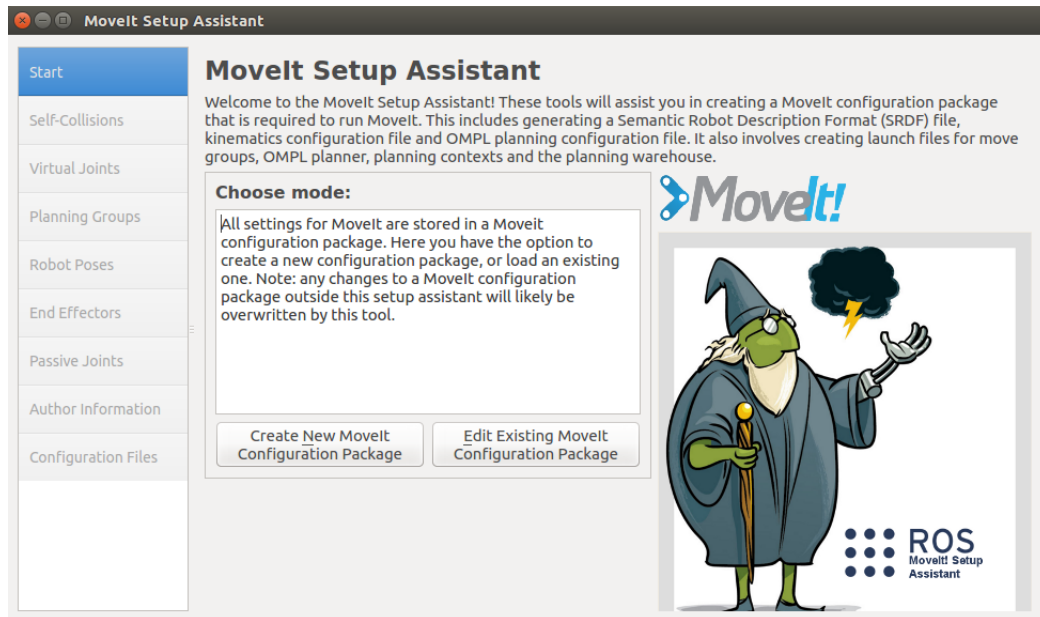 MoveIt Setup Assistant
Start
Self-Collisions
Virtual Joints
Planning Groups
Robot Poses
End Effectors
Passive Joints
Author Information
Configuration Files
MoveIt Setup Assistant
Welcome to the MoveIt Setup Assistant! These tools will assist you in creating a MoveIt configuration package
that is required to run MoveIt. This includes generating a Semantic Robot Description Format (SRDF) file,
kinematics configuration file and OMPL planning configuration file. It also involves creating launch files for move
groups, OMPL planner, planning contexts and the planning warehouse.
Choose mode:
All settings for MoveIt are stored in a Moveit
configuration package. Here you have the option to
create a new configuration package, or load an existing
one. Note: any changes to a MoveIt configuration
package outside this setup assistant will likely be
overwritten by this tool.
Create New MoveIt
Configuration Package
Edit Existing MoveIt
Configuration Package
MoveIt!
ROS
MoveIt! Setup
Assistant